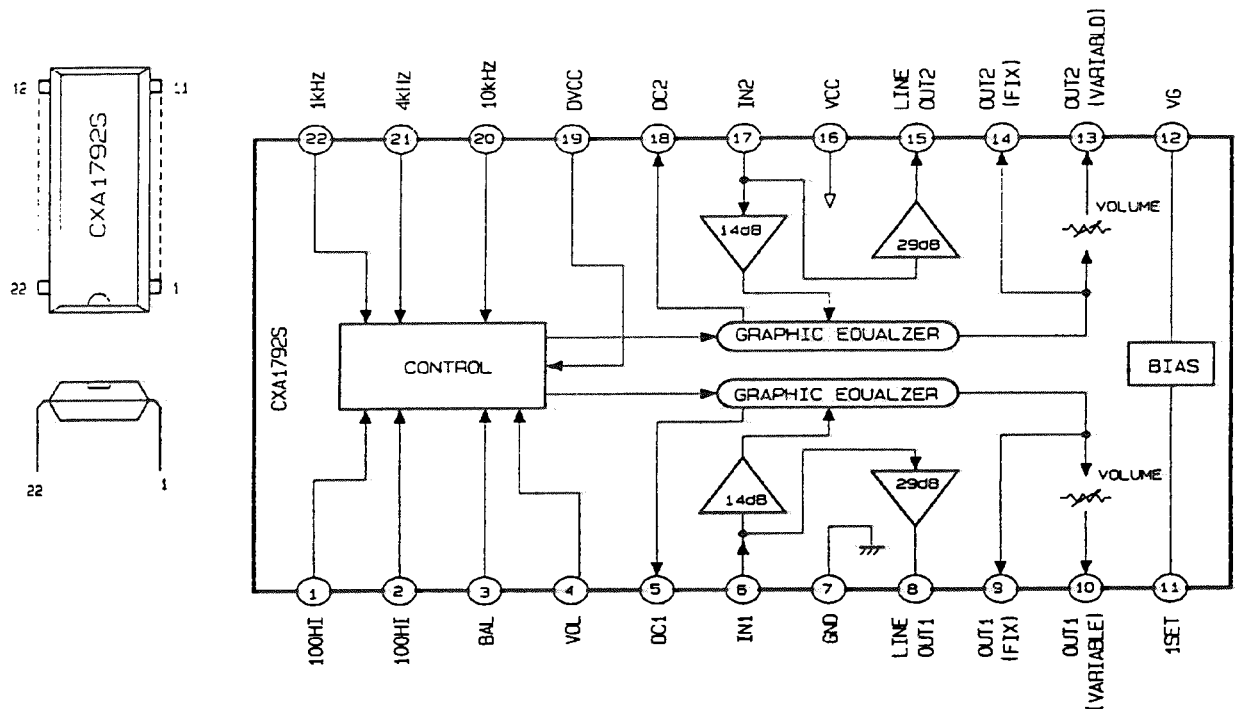 12
11
CXA1792S
22
1
22
1
1kHz
4kHz
10kHz
DVCC
DC2
IN2
VCC
LINE
OUT2
OUT2
(FIX)
OUT2
(VARIABLD)
VG
22
21
20
19
18
17
16
15
14
13
12
14dB
29dB
VOLUME
GRAPHIC EQUALZER
CONTROL
CXA1792S
BIAS
GRAPHIC EQUALZER
14dB
29dB
VOLUME
1
2
3
4
5
6
7
8
9
10
11
100HI
100HI
BAL
VOL
DC1
IN1
GND
LINE
OUT1
OUT1
(FIX)
OUT1
(VARIABLE)
1SET